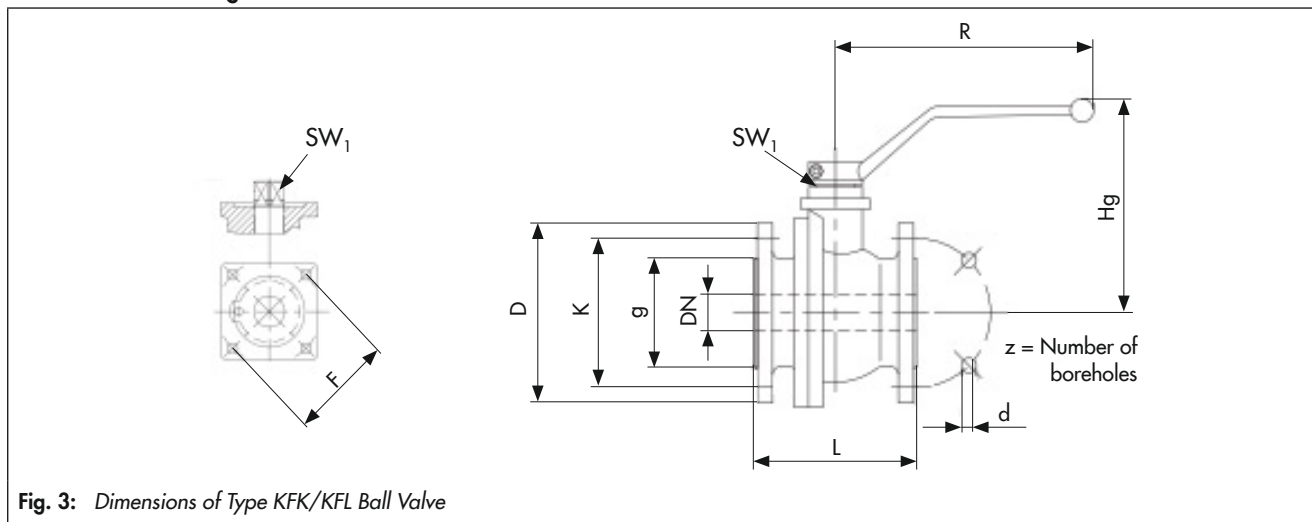 R
SW₁
SW₁
Hg
D
K
g
DN
z = Number of
boreholes
F
d
L
Fig. 3: Dimensions of Type KFK/KFL Ball Valve